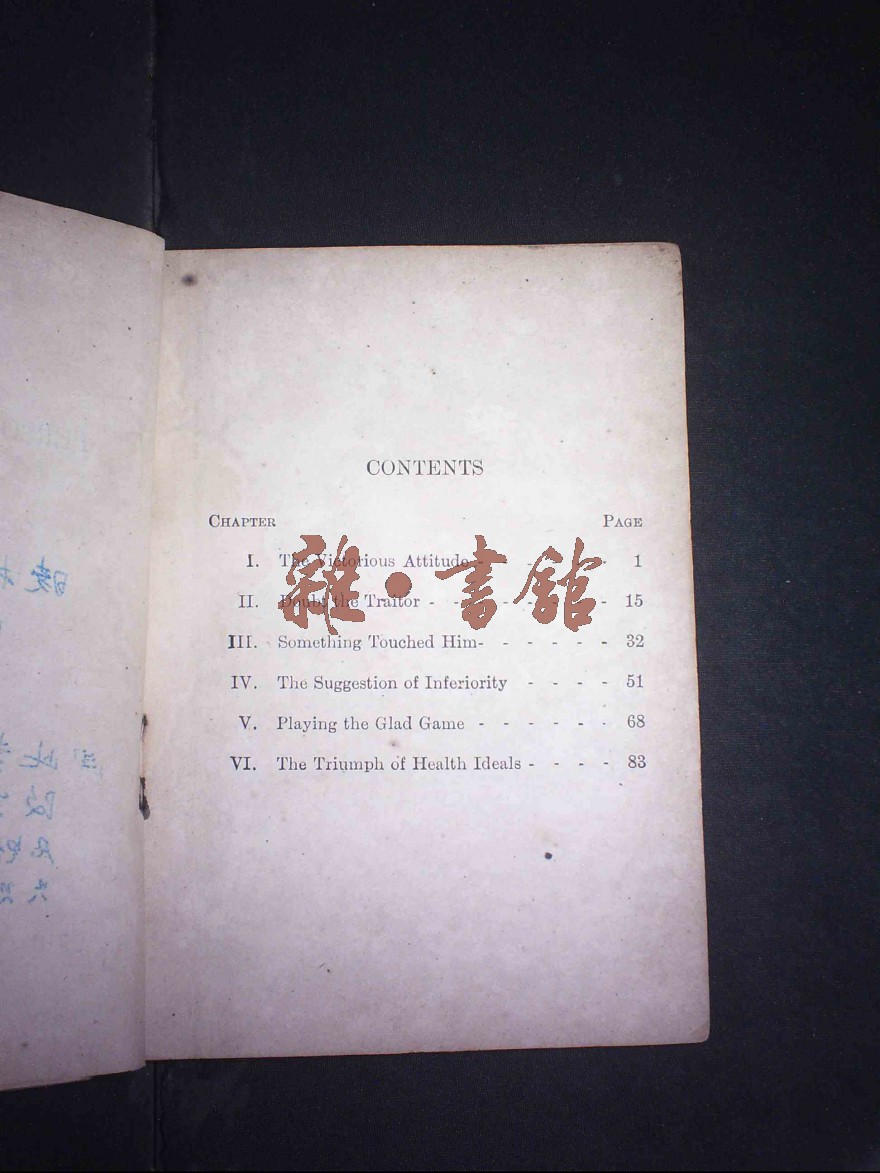 CONTENTS
CHAPTER PAGE
I. The Victorious Attitude - - - - - - 1
II. Doubt the Traitor - - - - - - - - 15
III. Something Touched Him- - - - - - 32
IV. The Suggestion of Inferiority - - - - 51
V. Playing the Glad Game - - - - - - 68
VI. The Triumph of Health Ideals - - - - 83
雜·書館